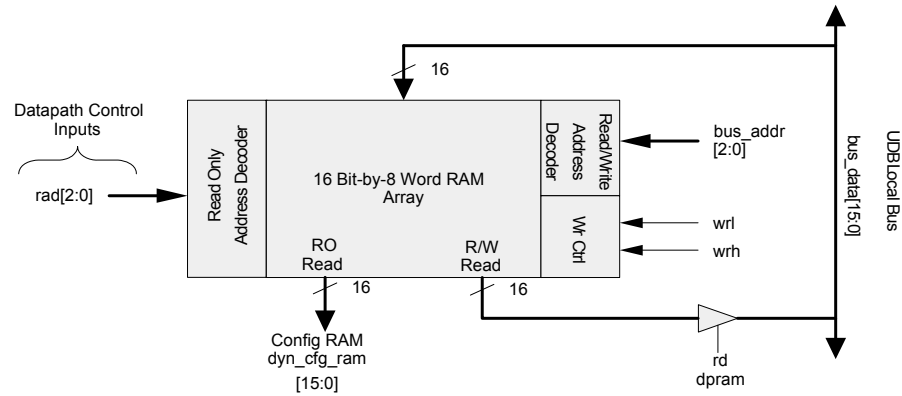 16
Datapath Control
Inputs
rad[2:0]
Read Only
Address Decoder
16 Bit-by-8 Word RAM
Array
Read/Write
Address
Decoder
Wr Ctrl
bus_addr
[2:0]
wrl
wrh
RO
Read
R/W
Read
16
16
Config RAM
dyn_cfg_ram
[15:0]
rd
dpram
UDB Local Bus
bus_data[15:0]